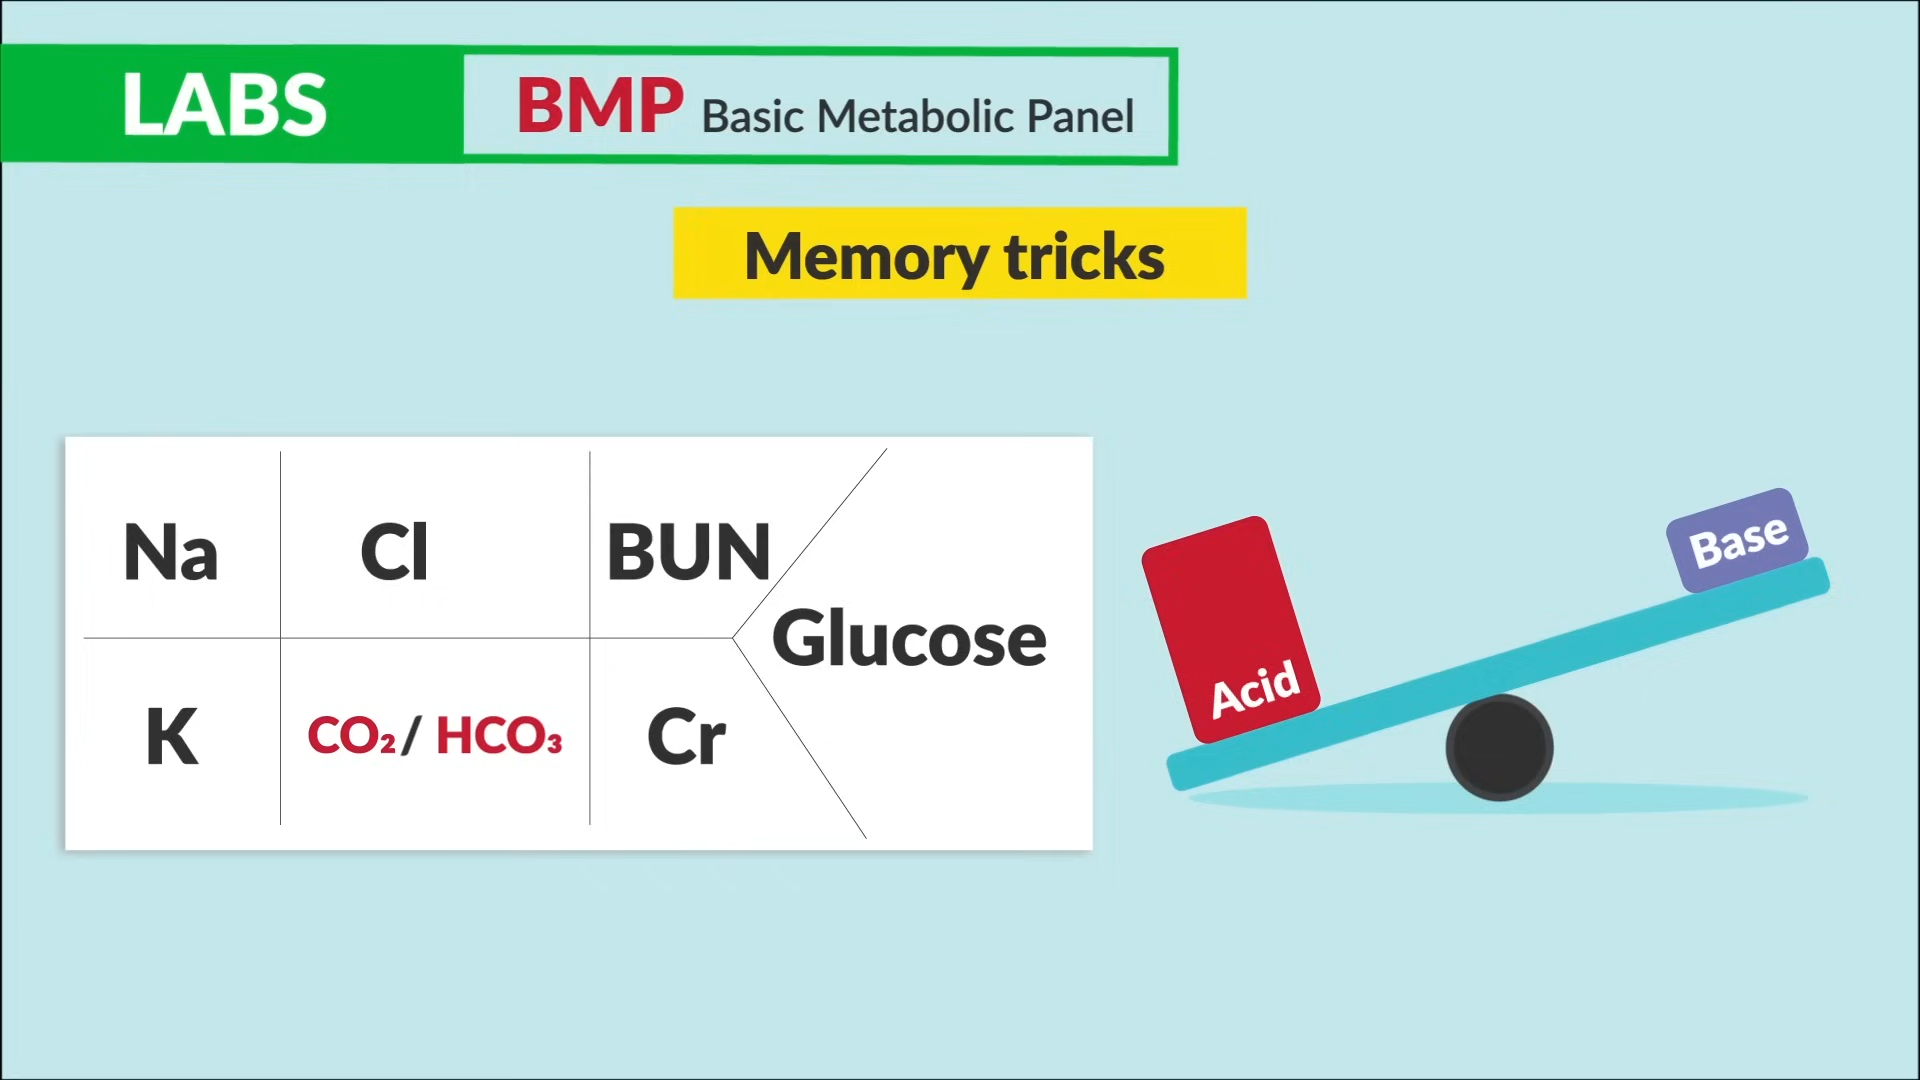 LABS
BMP Basic Metabolic Panel
Memory tricks
Na Cl BUN
Glucose
K CO₂/ HCO₃ Cr
Acid
Base